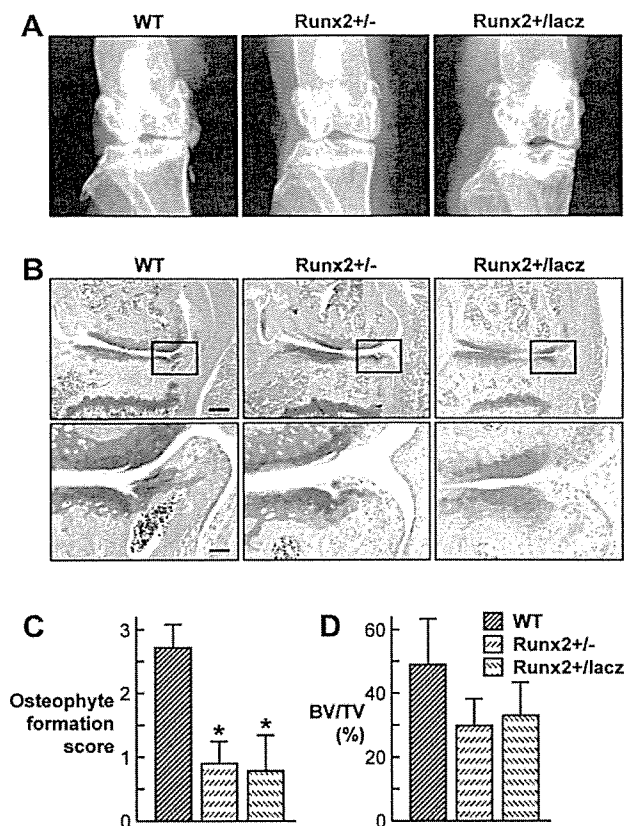 A
WT
Runx2+/-
Runx2+/lacz
B
WT
Runx2+/-
Runx2+/lacz
C
3
2
1
0
Osteophyte
formation
score
*
*
D
60
40
20
0
BV/TV
(%)
WT
Runx2+/-
Runx2+/lacz